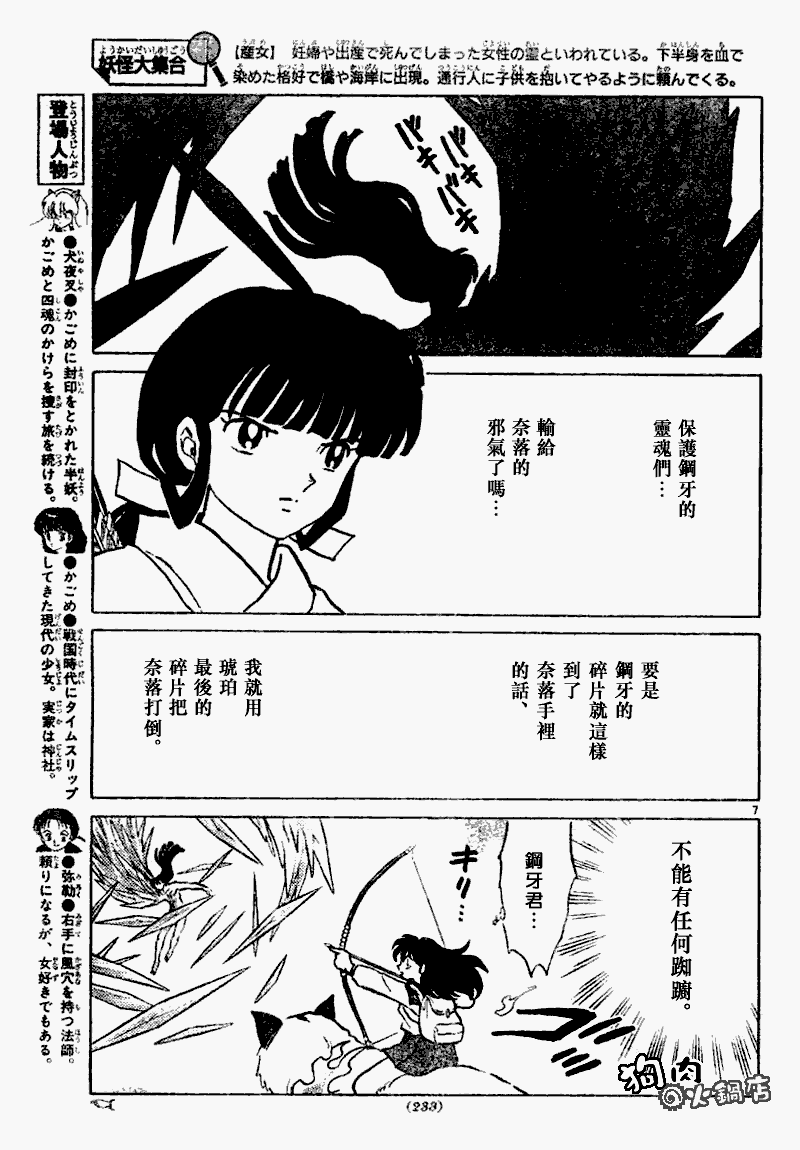 妖怪大集合
【産女】 妊婦や出産で死んでしまった女性の霊といわれている。下半身を血で
染めた格好で橋や海岸に出現。通行人に子供を抱いてやるように頼んでくる。
登場人物
●犬夜叉●かごめに封印をとかれた半妖。
かごめと四魂のかけらを捜す旅を続ける。
●かごめ●戦国時代にタイムスリップ
してきた現代の少女。実家は神社。
●弥勒●右手に風穴を持つ法師。
頼りになるが、女好きでもある。
バキ
バキ
バキ
保護鋼牙的
靈魂們…
輸給
奈落的
邪氣了嗎…
要是
鋼牙的
碎片就這樣
到了
奈落手裡
的話、
我就用
琥珀
最後的
碎片把
奈落打倒。
7
不能有任何踟躕。
鋼牙君…
キリ…
狗肉
火鍋店
(233)